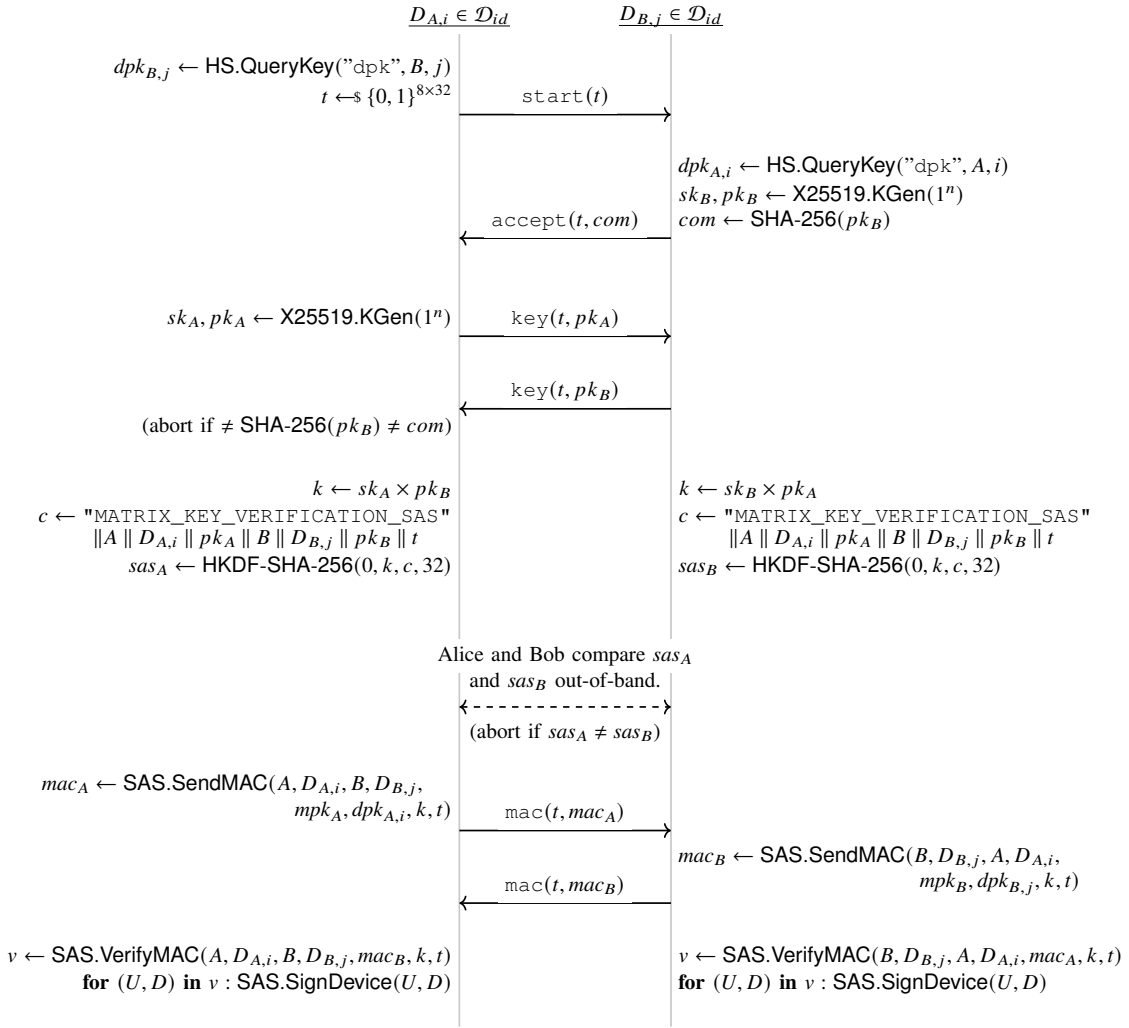 D_{A,i} ∈ 𝒟_{id} D_{B,j} ∈ 𝒟_{id}
dpk_{B,j} ← HS.QueryKey("dpk", B, j)
t ←$ {0, 1}^{8×32}
start(t)
dpk_{A,i} ← HS.QueryKey("dpk", A, i)
sk_B, pk_B ← X25519.KGen(1^n)
com ← SHA-256(pk_B)
accept(t, com)
sk_A, pk_A ← X25519.KGen(1^n)
key(t, pk_A)
key(t, pk_B)
(abort if ≠ SHA-256(pk_B) ≠ com)
k ← sk_A × pk_B
c ← "MATRIX_KEY_VERIFICATION_SAS"
‖A ‖ D_{A,i} ‖ pk_A ‖ B ‖ D_{B,j} ‖ pk_B ‖ t
sas_A ← HKDF-SHA-256(0, k, c, 32)
k ← sk_B × pk_A
c ← "MATRIX_KEY_VERIFICATION_SAS"
‖A ‖ D_{A,i} ‖ pk_A ‖ B ‖ D_{B,j} ‖ pk_B ‖ t
sas_B ← HKDF-SHA-256(0, k, c, 32)
Alice and Bob compare sas_A
and sas_B out-of-band.
(abort if sas_A ≠ sas_B)
mac_A ← SAS.SendMAC(A, D_{A,i}, B, D_{B,j},
mpk_A, dpk_{A,i}, k, t)
mac(t, mac_A)
mac_B ← SAS.SendMAC(B, D_{B,j}, A, D_{A,i},
mpk_B, dpk_{B,j}, k, t)
mac(t, mac_B)
v ← SAS.VerifyMAC(A, D_{A,i}, B, D_{B,j}, mac_B, k, t)
for (U, D) in v : SAS.SignDevice(U, D)
v ← SAS.VerifyMAC(B, D_{B,j}, A, D_{A,i}, mac_A, k, t)
for (U, D) in v : SAS.SignDevice(U, D)